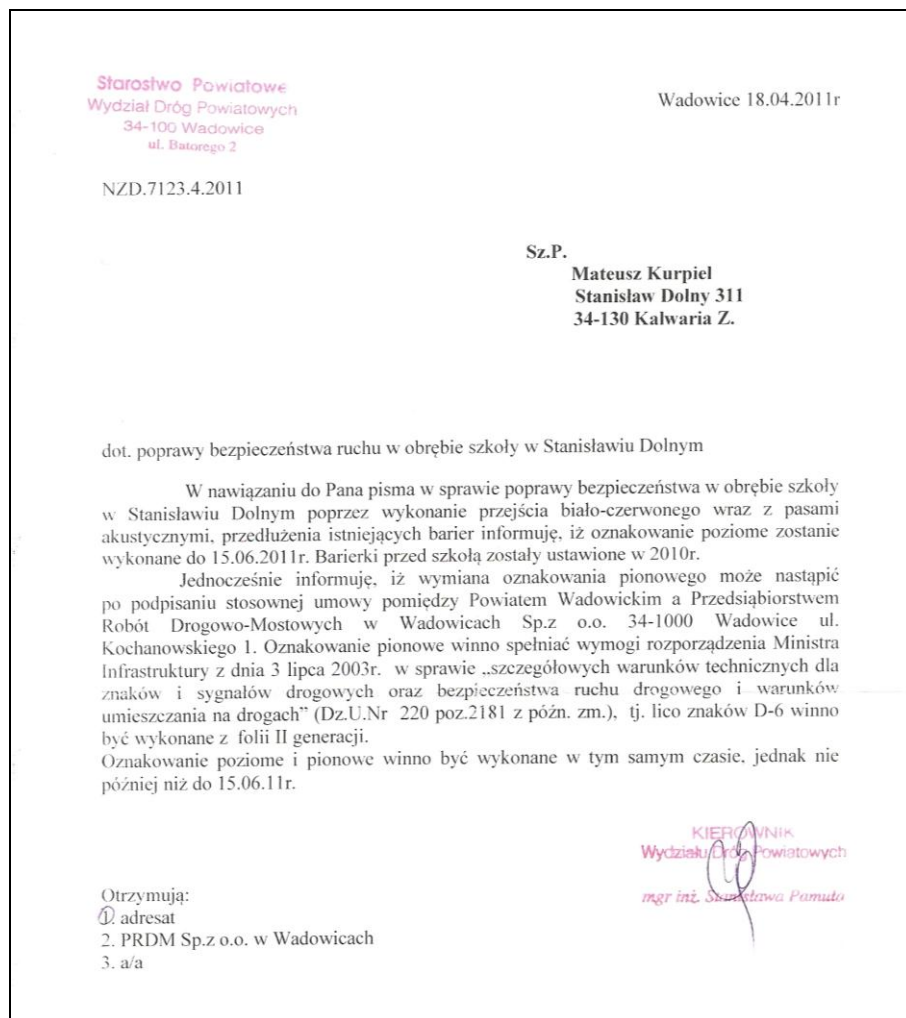 Starostwo Powiatowe
Wydział Dróg Powiatowych
34-100 Wadowice
ul. Batorego 2
Wadowice 18.04.2011r
NZD.7123.4.2011
Sz.P.
Mateusz Kurpiel
Stanisław Dolny 311
34-130 Kalwaria Z.
dot. poprawy bezpieczeństwa ruchu w obrębie szkoły w Stanisławiu Dolnym
W nawiązaniu do Pana pisma w sprawie poprawy bezpieczeństwa w obrębie szkoły
w Stanisławiu Dolnym poprzez wykonanie przejścia biało-czerwonego wraz z pasami
akustycznymi, przedłużenia istniejących barier informuję, iż oznakowanie poziome zostanie
wykonane do 15.06.2011r. Barierki przed szkołą zostały ustawione w 2010r.
Jednocześnie informuję, iż wymiana oznakowania pionowego może nastąpić
po podpisaniu stosownej umowy pomiędzy Powiatem Wadowickim a Przedsiębiorstwem
Robót Drogowo-Mostowych w Wadowicach Sp.z o.o. 34-1000 Wadowice ul.
Kochanowskiego 1. Oznakowanie pionowe winno spełniać wymogi rozporządzenia Ministra
Infrastruktury z dnia 3 lipca 2003r. w sprawie „szczegółowych warunków technicznych dla
znaków i sygnałów drogowych oraz bezpieczeństwa ruchu drogowego i warunków
umieszczania na drogach” (Dz.U.Nr 220 poz.2181 z późn. zm.), tj. lico znaków D-6 winno
być wykonane z folii II generacji.
Oznakowanie poziome i pionowe winno być wykonane w tym samym czasie, jednak nie
później niż do 15.06.11r.
KIEROWNIK
Wydziału Dróg Powiatowych
mgr inż. Stanisława Pamuła
Otrzymują:
1. adresat
2. PRDM Sp.z o.o. w Wadowicach
3. a/a